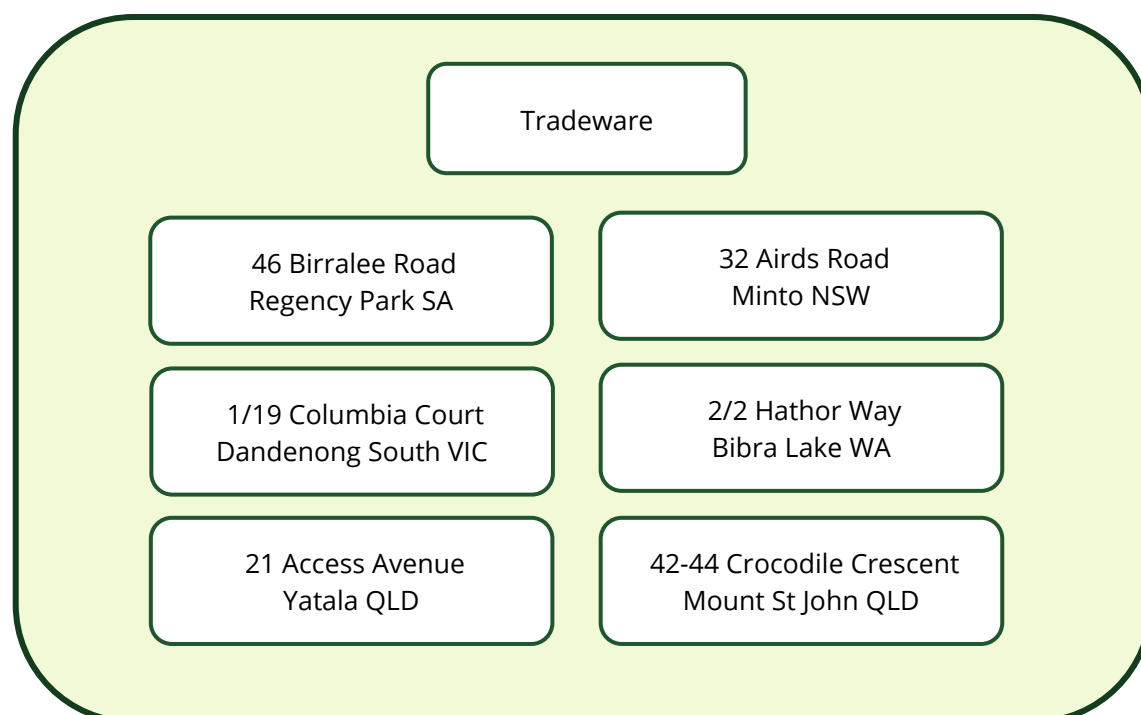 Tradeware
46 Birralee Road
Regency Park SA
32 Airds Road
Minto NSW
1/19 Columbia Court
Dandenong South VIC
2/2 Hathor Way
Bibra Lake WA
21 Access Avenue
Yatala QLD
42-44 Crocodile Crescent
Mount St John QLD